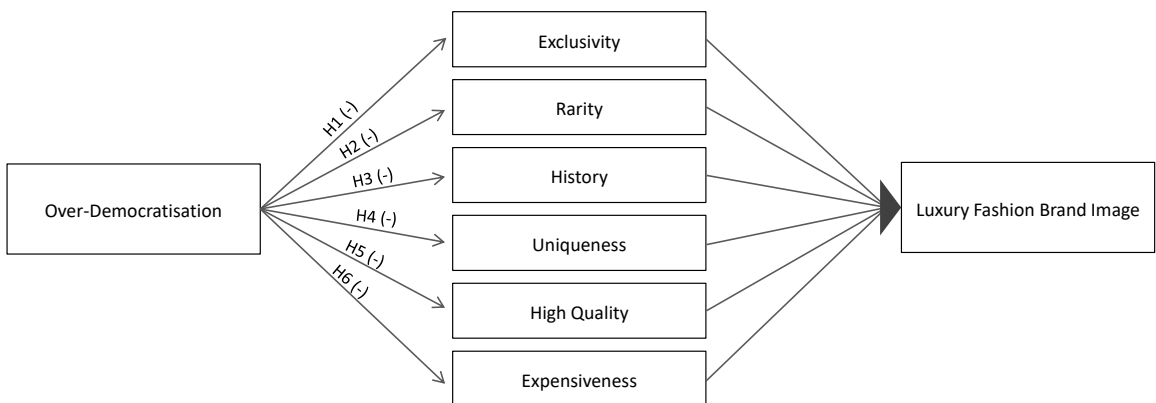 Exclusivity
H1 (-)
Rarity
H2 (-)
History
H3 (-)
Over-Democratisation
Luxury Fashion Brand Image
H4 (-)
Uniqueness
H5 (-)
High Quality
H6 (-)
Expensiveness